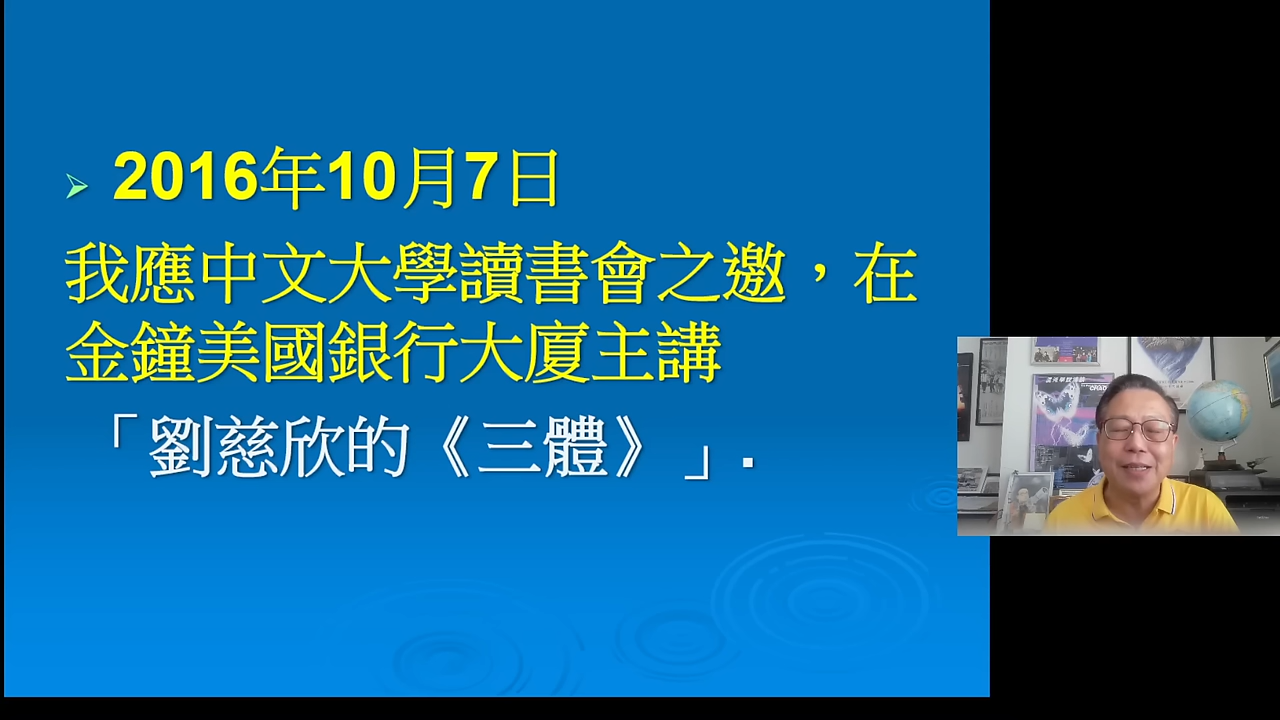 2016年10月7日
我應中文大學讀書會之邀，在
金鐘美國銀行大廈主講
「劉慈欣的《三體》」.